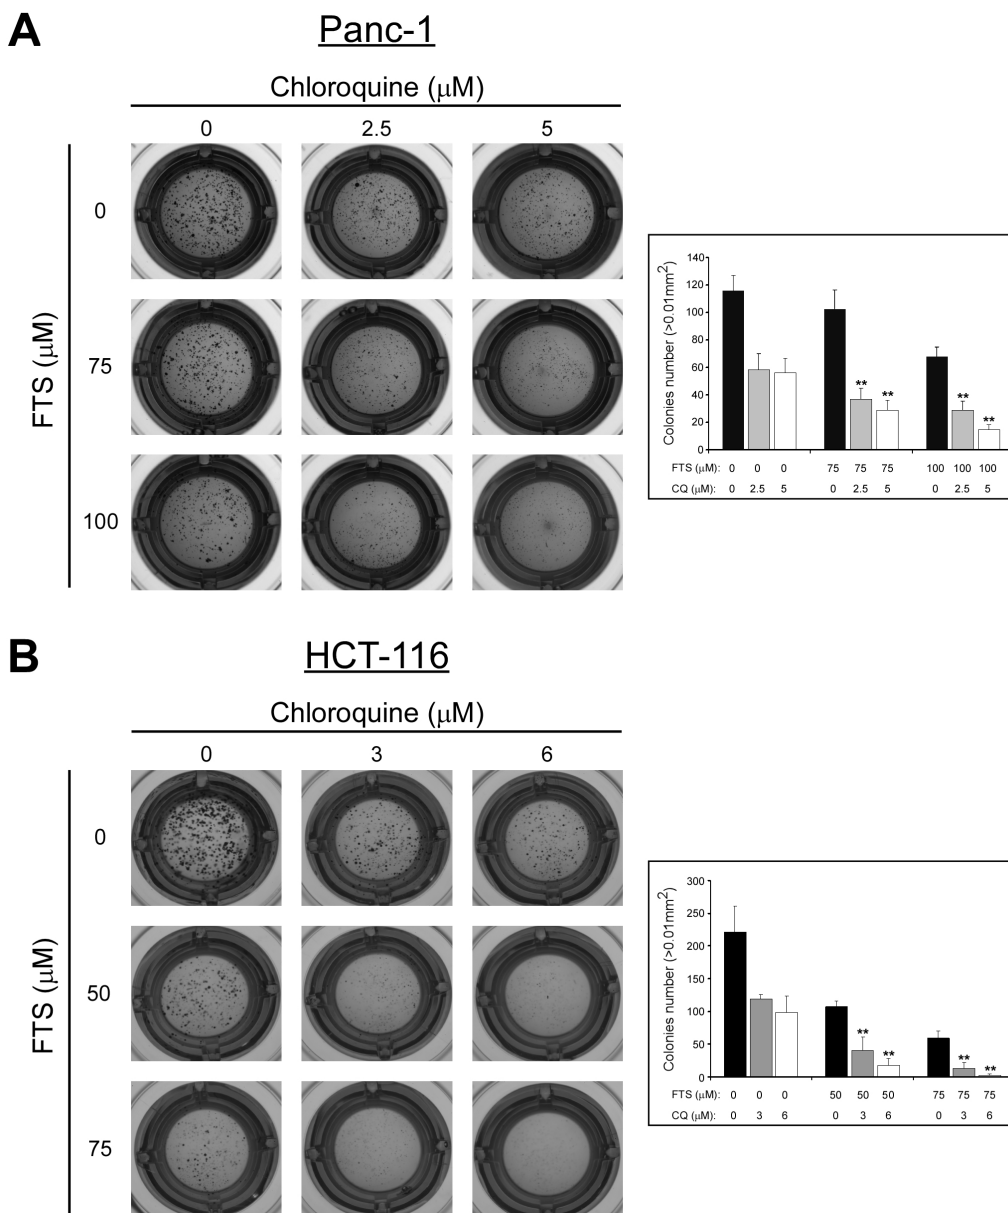 A
Panc-1
Chloroquine (μM)
0 2.5 5
FTS (μM)
0
75
100
Colonies number (>0.01mm²)
140
120
100
80
60
40
20
0
** **
** **
FTS (μM): 0 0 0 75 75 75 100 100 100
CQ (μM): 0 2.5 5 0 2.5 5 0 2.5 5
B
HCT-116
Chloroquine (μM)
0 3 6
FTS (μM)
0
50
75
Colonies number (>0.01mm²)
300
250
200
150
100
50
0
** **
** **
FTS (μM): 0 0 0 50 50 50 75 75 75
CQ (μM): 0 3 6 0 3 6 0 3 6